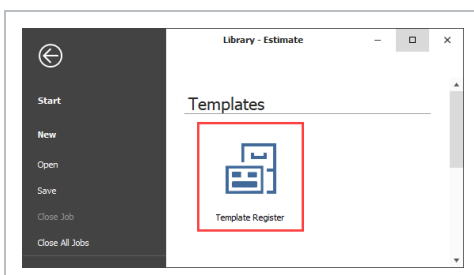 Library - Estimate
Start
Templates
New
Open
Save
Template Register
Close Job
Close All Jobs